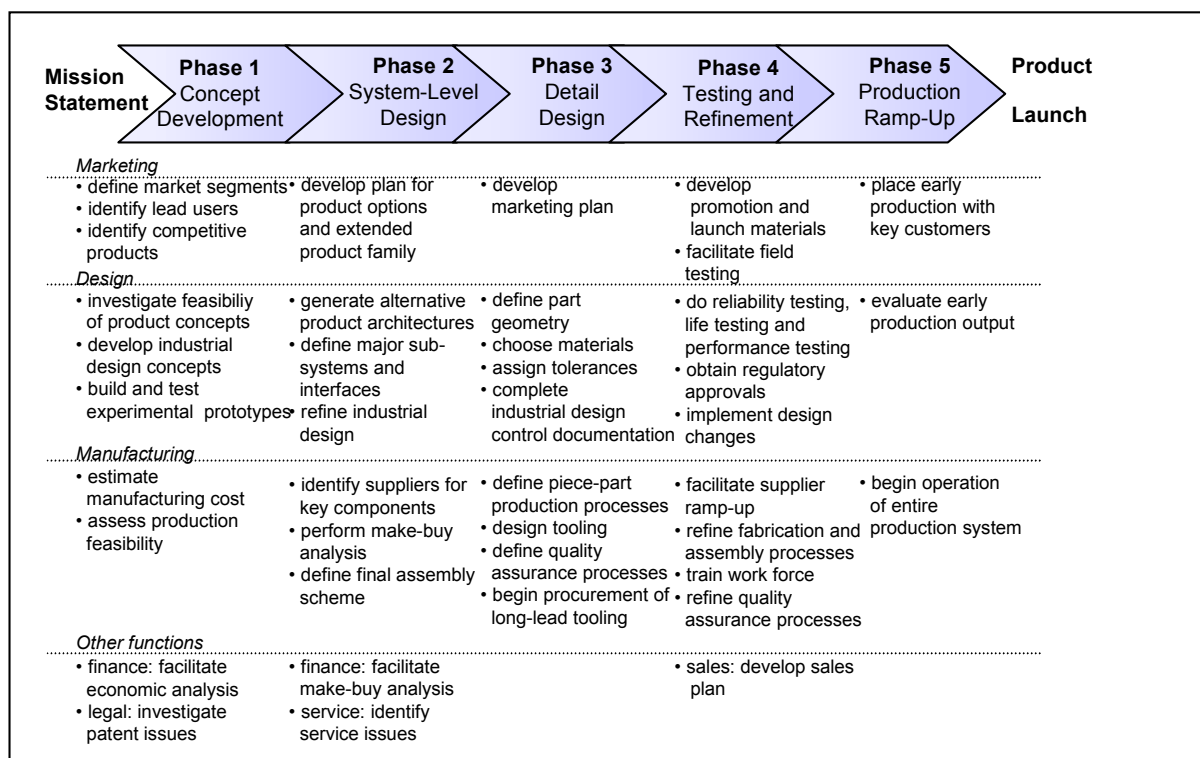 Mission
Statement
Phase 1
Concept
Development
Phase 2
System-Level
Design
Phase 3
Detail
Design
Phase 4
Testing and
Refinement
Phase 5
Production
Ramp-Up
Product
Launch
Marketing
• define market segments
• identify lead users
• identify competitive
products
• develop plan for
product options
and extended
product family
• develop
marketing plan
• develop
promotion and
launch materials
• facilitate field
testing
• place early
production with
key customers
Design
• investigate feasibiliy
of product concepts
• develop industrial
design concepts
• build and test
experimental prototypes
• generate alternative
product architectures
• define major sub-
systems and
interfaces
• refine industrial
design
• define part
geometry
• choose materials
• assign tolerances
• complete
industrial design
control documentation
• do reliability testing,
life testing and
performance testing
• obtain regulatory
approvals
• implement design
changes
• evaluate early
production output
Manufacturing
• estimate
manufacturing cost
• assess production
feasibility
• identify suppliers for
key components
• perform make-buy
analysis
• define final assembly
scheme
• define piece-part
production processes
• design tooling
• define quality
assurance processes
• begin procurement of
long-lead tooling
• facilitate supplier
ramp-up
• refine fabrication and
assembly processes
• train work force
• refine quality
assurance processes
• begin operation
of entire
production system
Other functions
• finance: facilitate
economic analysis
• legal: investigate
patent issues
• finance: facilitate
make-buy analysis
• service: identify
service issues
• sales: develop sales
plan